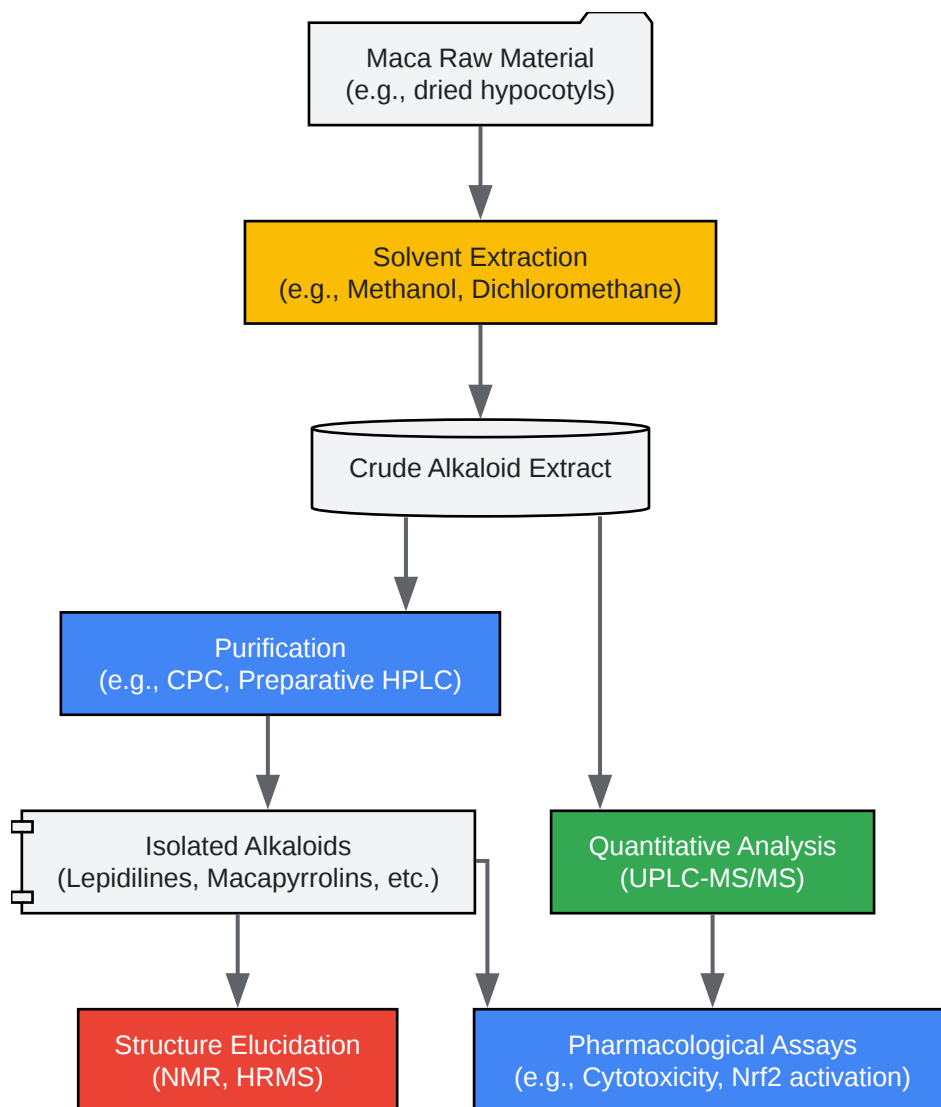 Maca Raw Material
(e.g., dried hypocotyls)
Solvent Extraction
(e.g., Methanol, Dichloromethane)
Crude Alkaloid Extract
Purification
(e.g., CPC, Preparative HPLC)
Isolated Alkaloids
(Lepidilines, Macapyrrolins, etc.)
Quantitative Analysis
(UPLC-MS/MS)
Structure Elucidation
(NMR, HRMS)
Pharmacological Assays
(e.g., Cytotoxicity, Nrf2 activation)